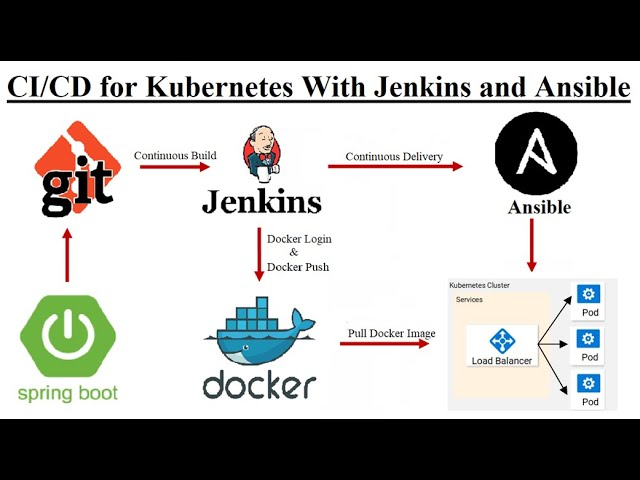 CI/CD for Kubernetes With Jenkins and Ansible
git
Continuous Build
Jenkins
Continuous Delivery
A
Ansible
Docker Login
&
Docker Push
spring boot
docker
Pull Docker Image
Kubernetes Cluster
Services
Load Balancer
Pod
Pod
Pod